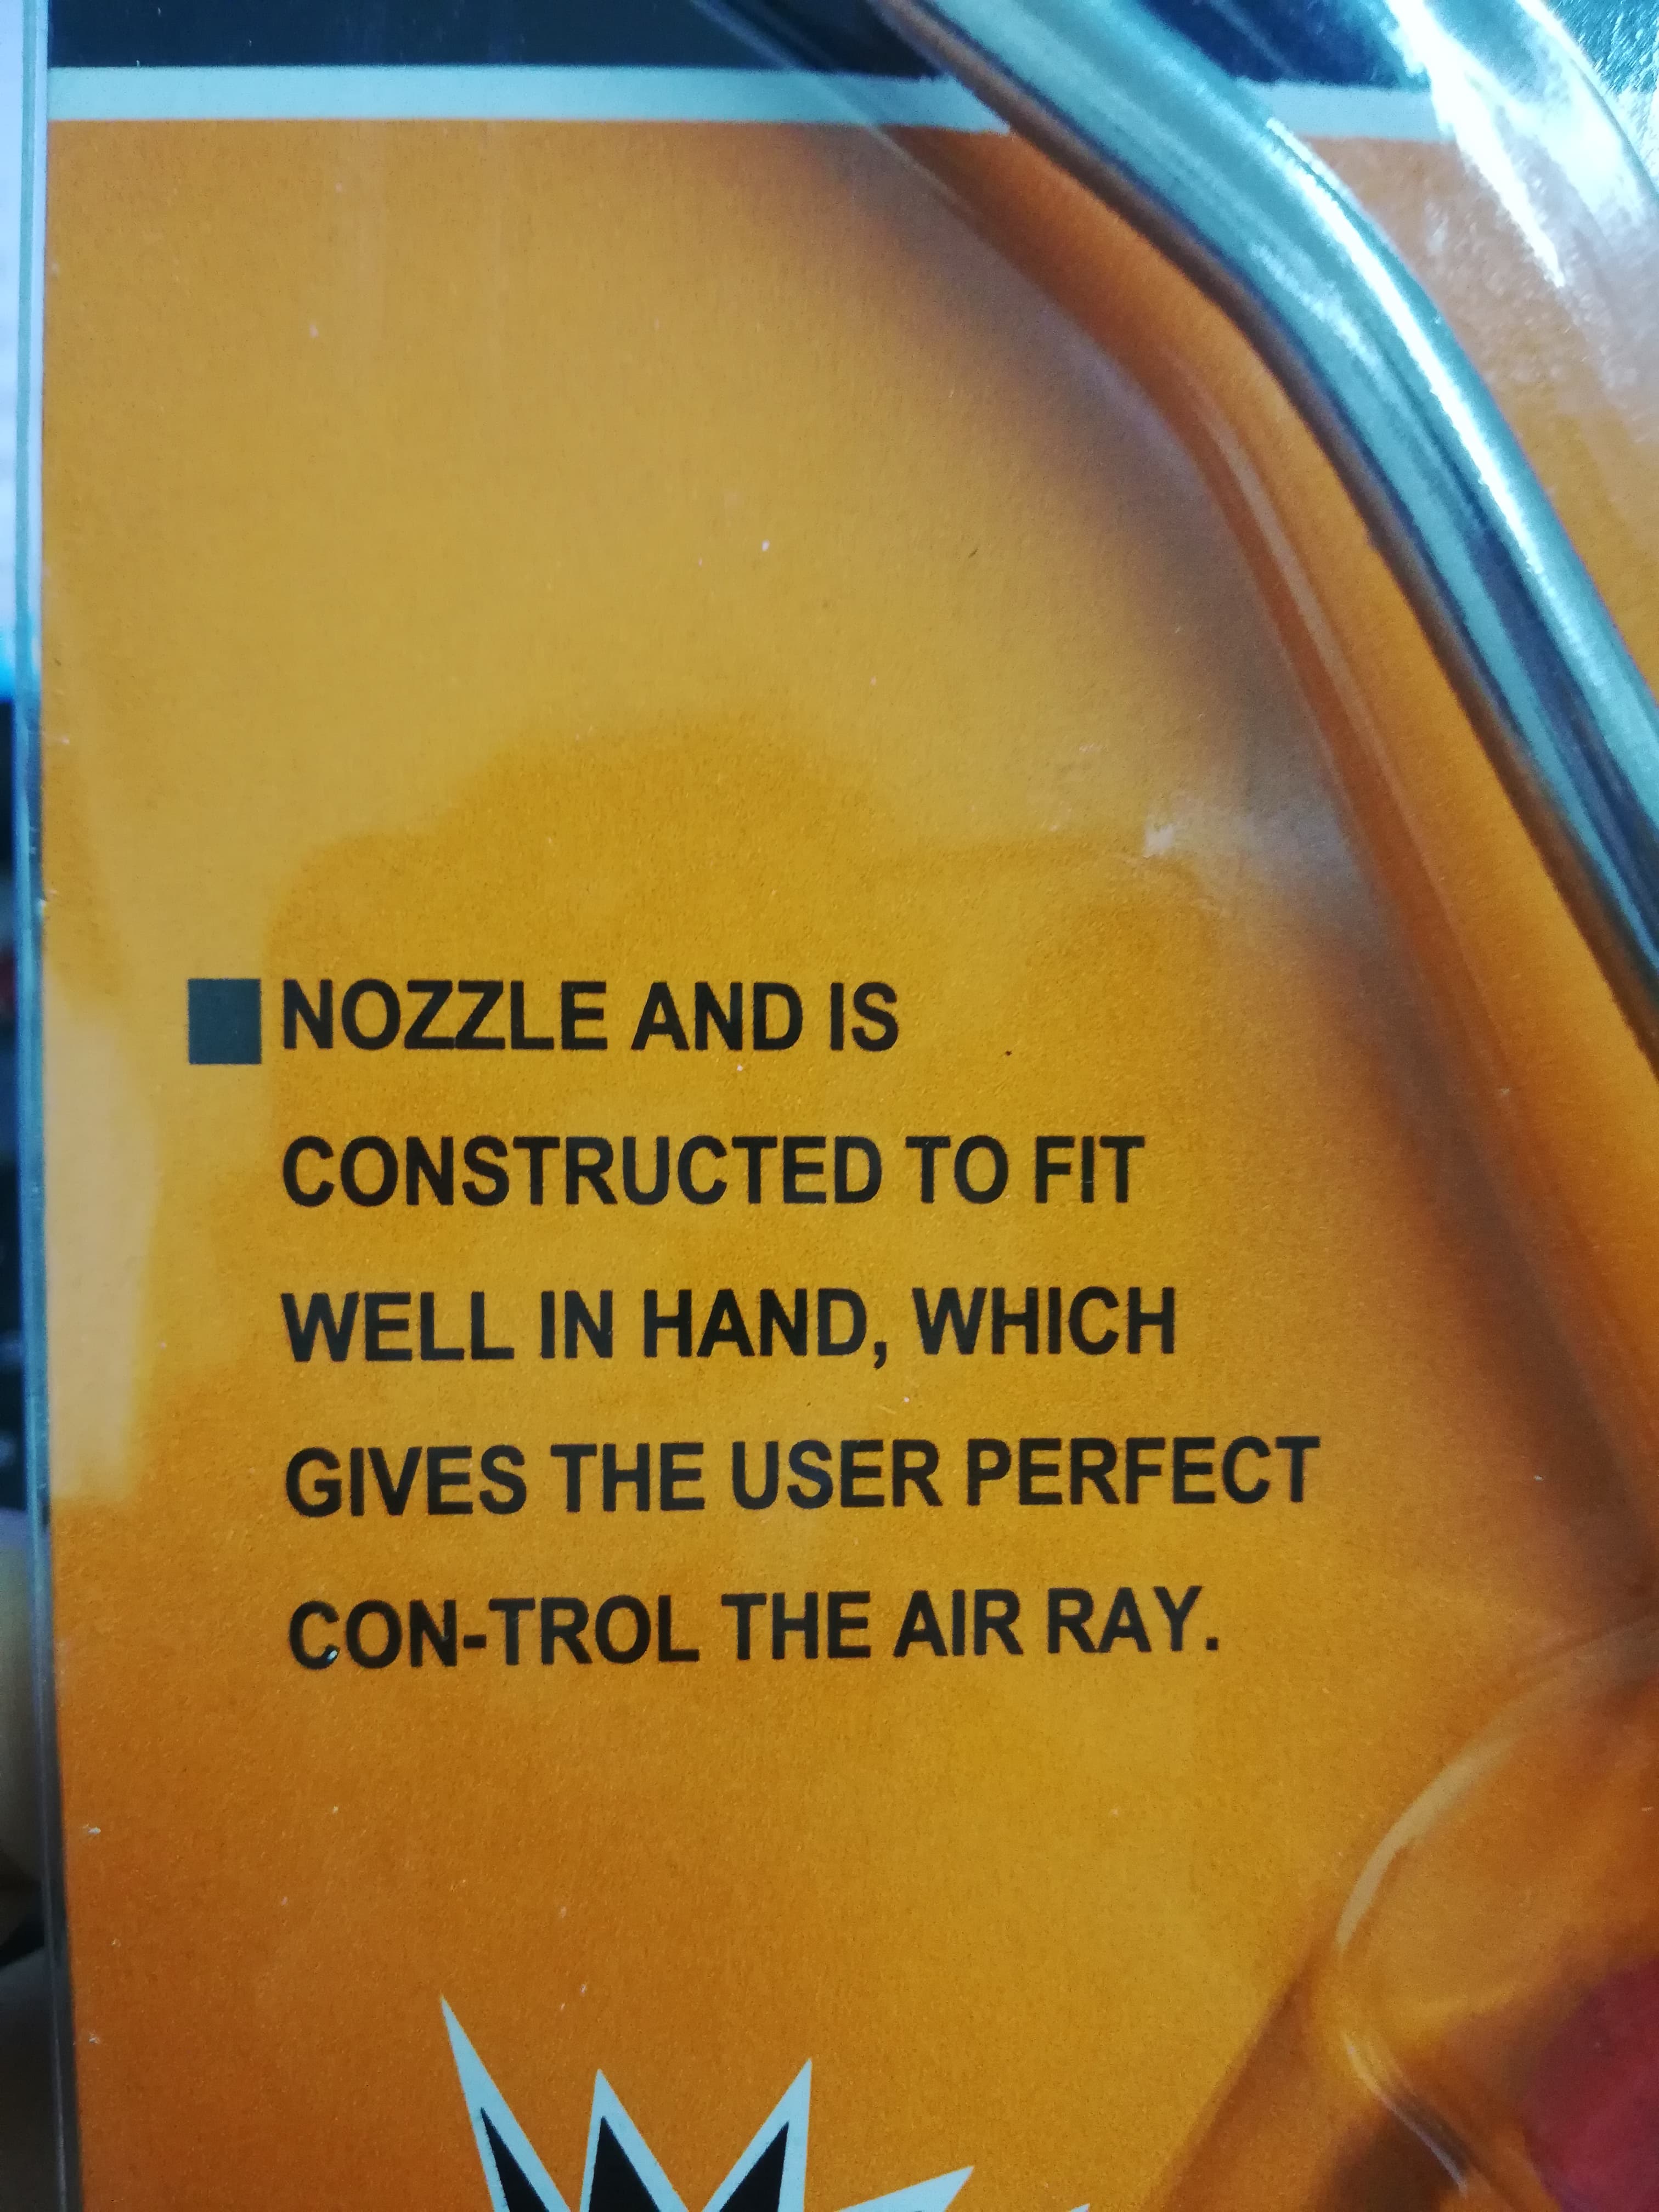 NOZZLE AND IS
CONSTRUCTED TO FIT
WELL IN HAND, WHICH
GIVES THE USER PERFECT
CON-TROL THE AIR RAY.